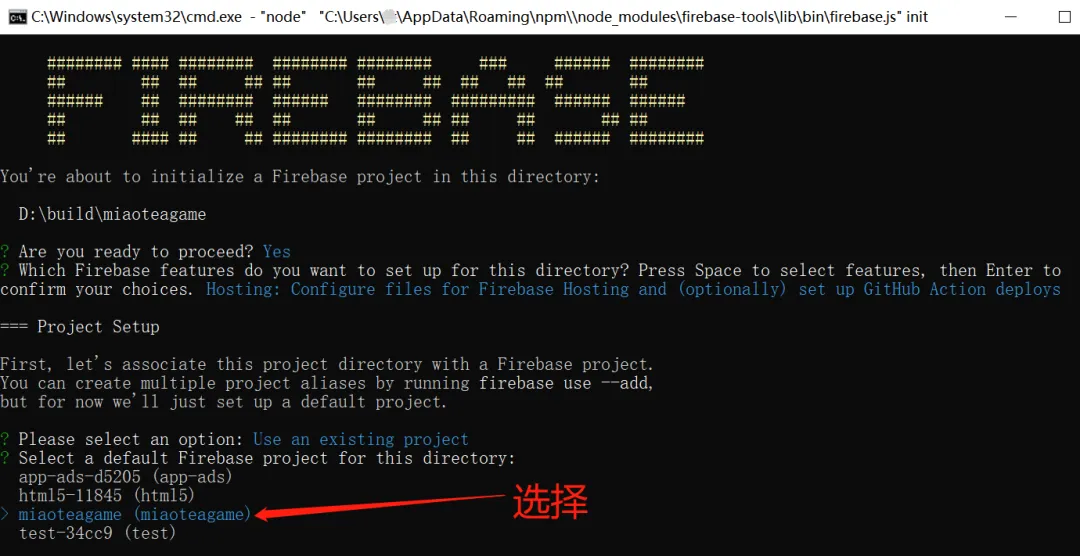 C:\Windows\system32\cmd.exe - "node" "C:\Users\ \AppData\Roaming\npm\\node_modules\firebase-tools\lib\bin\firebase.js" init
FIREBASE
You're about to initialize a Firebase project in this directory:
D:\build\miaoteagame
? Are you ready to proceed? Yes
? Which Firebase features do you want to set up for this directory? Press Space to select features, then Enter to
confirm your choices. Hosting: Configure files for Firebase Hosting and (optionally) set up GitHub Action deploys
=== Project Setup
First, let's associate this project directory with a Firebase project.
You can create multiple project aliases by running firebase use --add,
but for now we'll just set up a default project.
? Please select an option: Use an existing project
? Select a default Firebase project for this directory:
app-ads-d5205 (app-ads)
html5-11845 (html5)
> miaoteagame (miaoteagame)
选择
test-34cc9 (test)